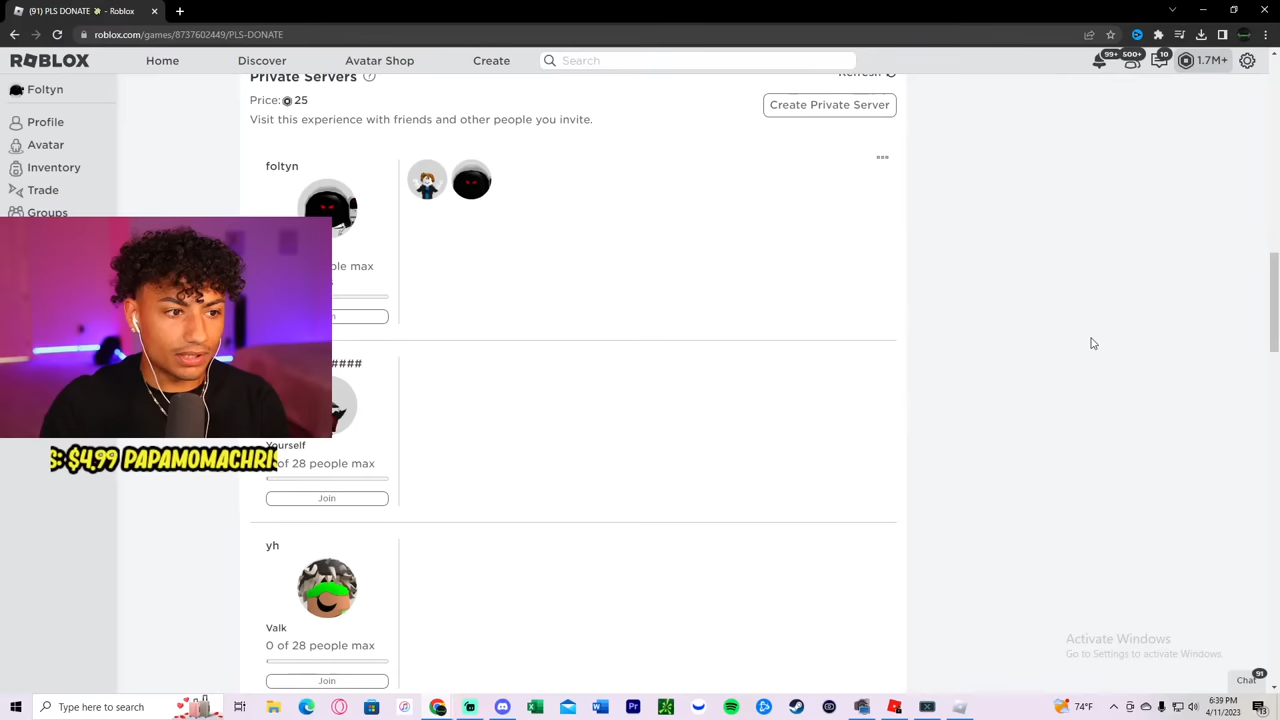 (91) PLS DONATE
roblox.com/games/8737602449/PLS-DONATE
ROBLOX
Home
Discover
Avatar Shop
Create
Search
99+
500+
10
1.7M+
Foltyn
Profile
Avatar
Inventory
Trade
Groups
Private Servers
Refresh
Price: 25
Create Private Server
Visit this experience with friends and other people you invite.
foltyn
ple max
####
Yourself
of 28 people max
Join
yh
Valk
0 of 28 people max
Join
S: $4.99 PAPAMOMACHRI
Activate Windows
Go to Settings to activate Windows.
Chat
91
Type here to search
74°F
6:39 PM
4/11/2023